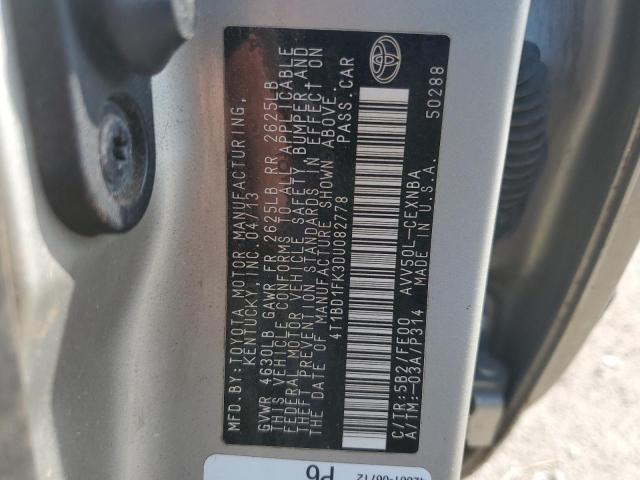 MFD.BY:TOYOTA MOTOR MANUFACTURING,
KENTUCKY, INC. 04/13
GVWR 4630LB GAWR FR 2625LB RR 2625LB
THIS VEHICLE CONFORMS TO ALL APPLICABLE
FEDERAL MOTOR VEHICLE SAFETY, BUMPER, AND
THEFT PREVENTION STANDARDS IN EFFECT ON
THE DATE OF MANUFACTURE SHOWN ABOVE.
4T1BD1FK3DU082778 PASS. CAR
C/TR:5B2/FE00 AVV50L-CEXNBA
A/TM:-03A/P314 MADE IN U.S.A.
50288
P6